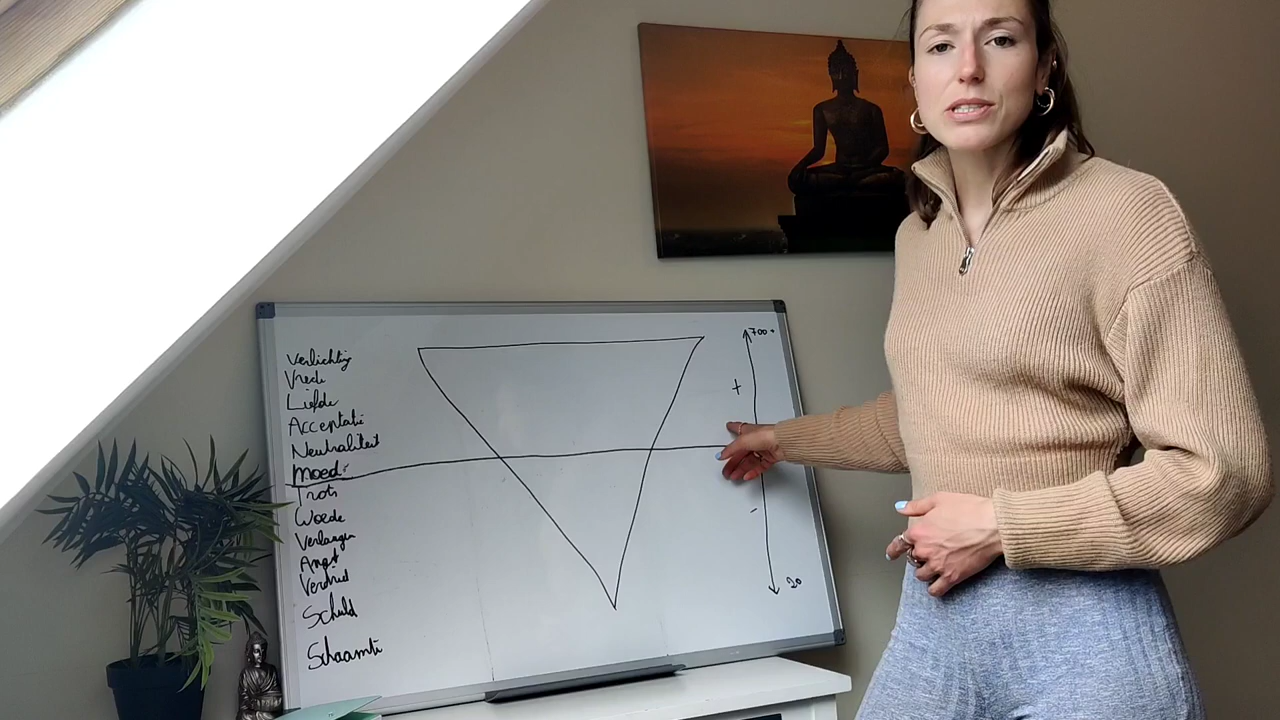 Verlichting
Vrede
Liefde
Acceptatie
Neutraliteit
Moed
Trots
Woede
Verlangen
Angst
Verdriet
Schuld
Schaamte
700+
+
-
20